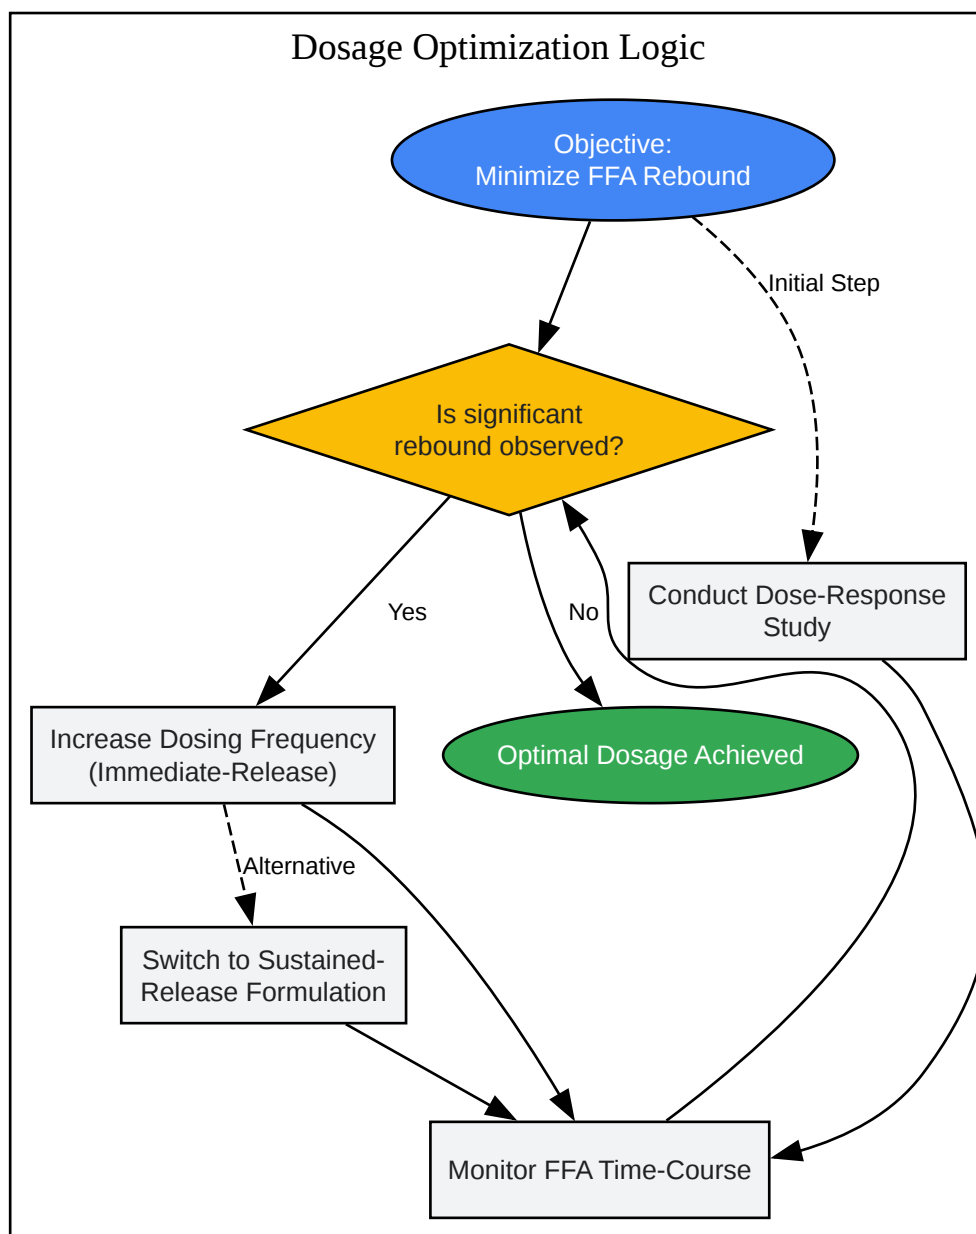 Dosage Optimization Logic
Objective:
Minimize FFA Rebound
Initial Step
Is significant
rebound observed?
Conduct Dose-Response
Study
Yes
No
Increase Dosing Frequency
(Immediate-Release)
Optimal Dosage Achieved
Alternative
Switch to Sustained-
Release Formulation
Monitor FFA Time-Course